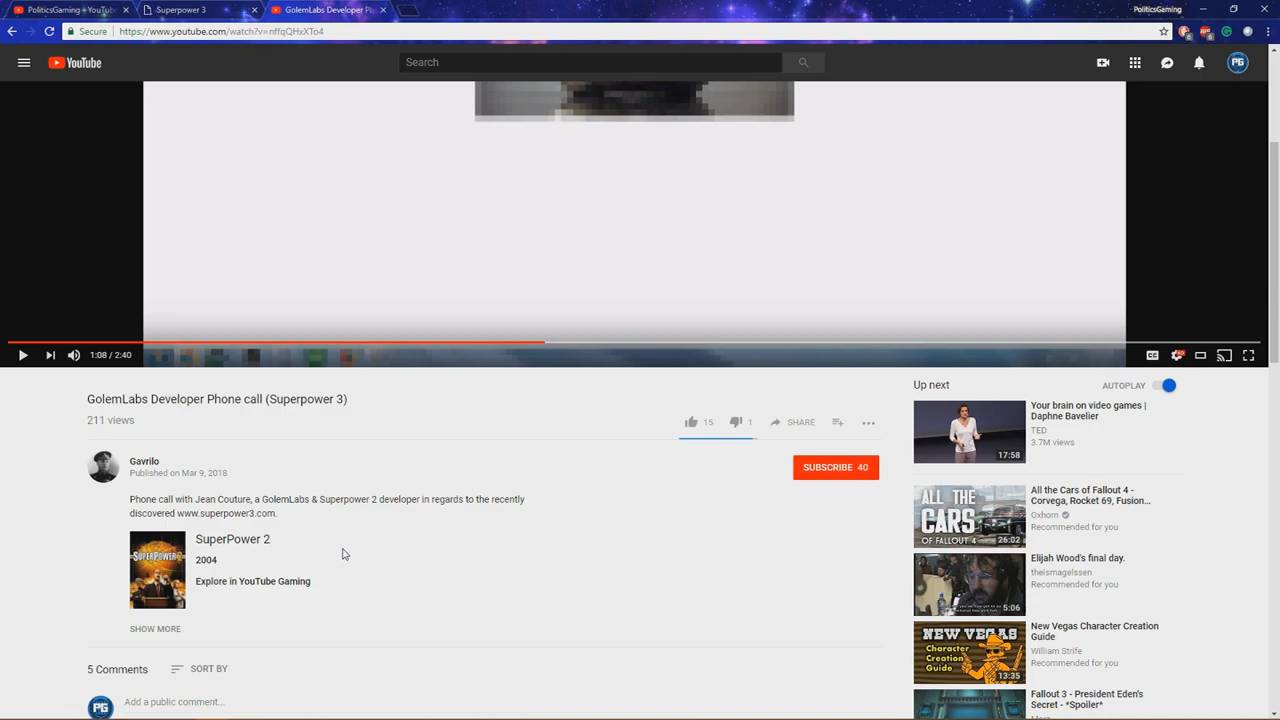 PoliticsGaming - YouTub
Superpower 3
GolemLabs Developer Ph
PoliticsGaming
Secure
https://www.youtube.com/watch?v=nffqQHxXTo4
YouTube
Search
PG
1:08 / 2:40
CC
GolemLabs Developer Phone call (Superpower 3)
211 views
15
1
SHARE
Gavrilo
Published on Mar 9, 2018
SUBSCRIBE 40
Phone call with Jean Couture, a GolemLabs & Superpower 2 developer in regards to the recently
discovered www.superpower3.com.
SUPERPOWER 2
SuperPower 2
2004
Explore in YouTube Gaming
SHOW MORE
5 Comments
SORT BY
PG
Add a public comment...
Up next
AUTOPLAY
Your brain on video games |
Daphne Bavelier
TED
3.7M views
17:58
ALL THE
CARS
OF FALLOUT 4
26:02
All the Cars of Fallout 4 -
Corvega, Rocket 69, Fusion...
Oxhorn
Recommended for you
5:06
Elijah Wood's final day.
theismagelssen
Recommended for you
NEW VEGAS
Character
Creation
Guide
13:35
New Vegas Character Creation
Guide
William Strife
Recommended for you
Fallout 3 - President Eden's
Secret - *Spoiler*